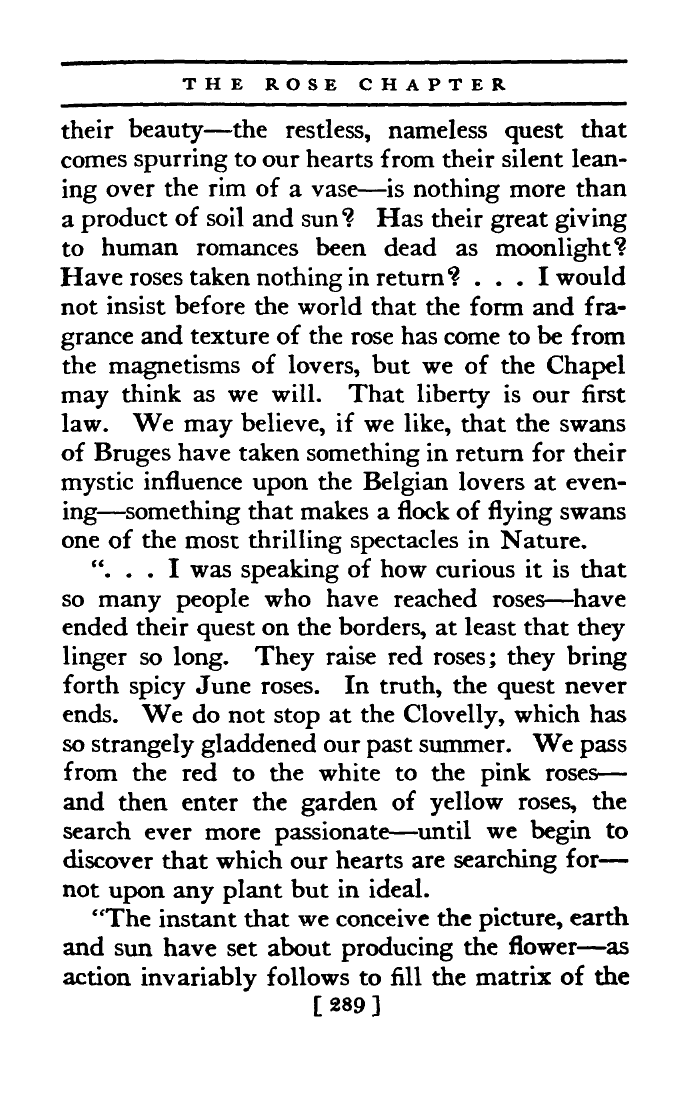 THE ROSE CHAPTER
their beauty—the restless, nameless quest that
comes spurring to our hearts from their silent lean-
ing over the rim of a vase—is nothing more than
a product of soil and sun? Has their great giving
to human romances been dead as moonlight?
Have roses taken nothing in return? . . . I would
not insist before the world that the form and fra-
grance and texture of the rose has come to be from
the magnetisms of lovers, but we of the Chapel
may think as we will. That liberty is our first
law. We may believe, if we like, that the swans
of Bruges have taken something in return for their
mystic influence upon the Belgian lovers at even-
ing—something that makes a flock of flying swans
one of the most thrilling spectacles in Nature.
“. . . I was speaking of how curious it is that
so many people who have reached roses—have
ended their quest on the borders, at least that they
linger so long. They raise red roses; they bring
forth spicy June roses. In truth, the quest never
ends. We do not stop at the Clovelly, which has
so strangely gladdened our past summer. We pass
from the red to the white to the pink roses—
and then enter the garden of yellow roses, the
search ever more passionate—until we begin to
discover that which our hearts are searching for—
not upon any plant but in ideal.
“The instant that we conceive the picture, earth
and sun have set about producing the flower—as
action invariably follows to fill the matrix of the
[ 289 ]